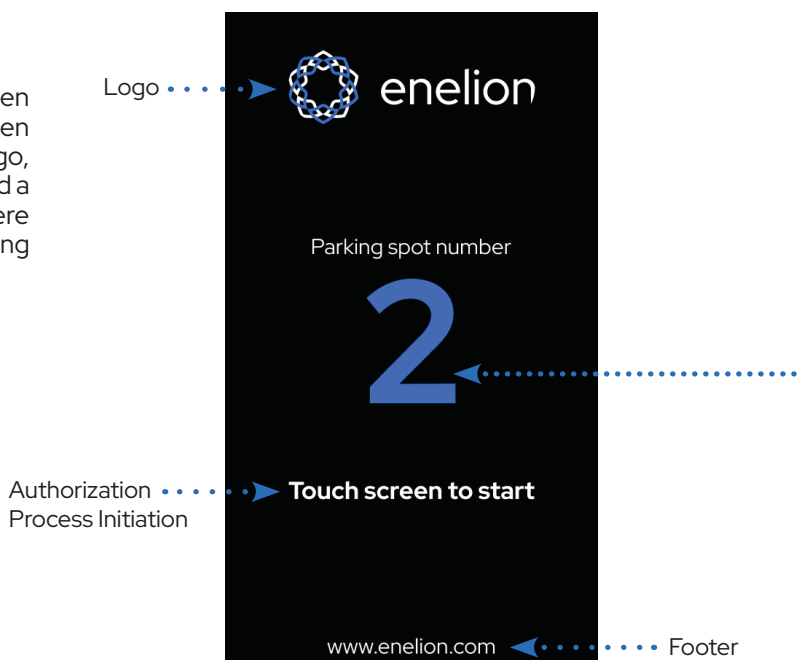 Logo
enelion
Parking spot number
2
Authorization
Process Initiation
Touch screen to start
www.enelion.com
Footer